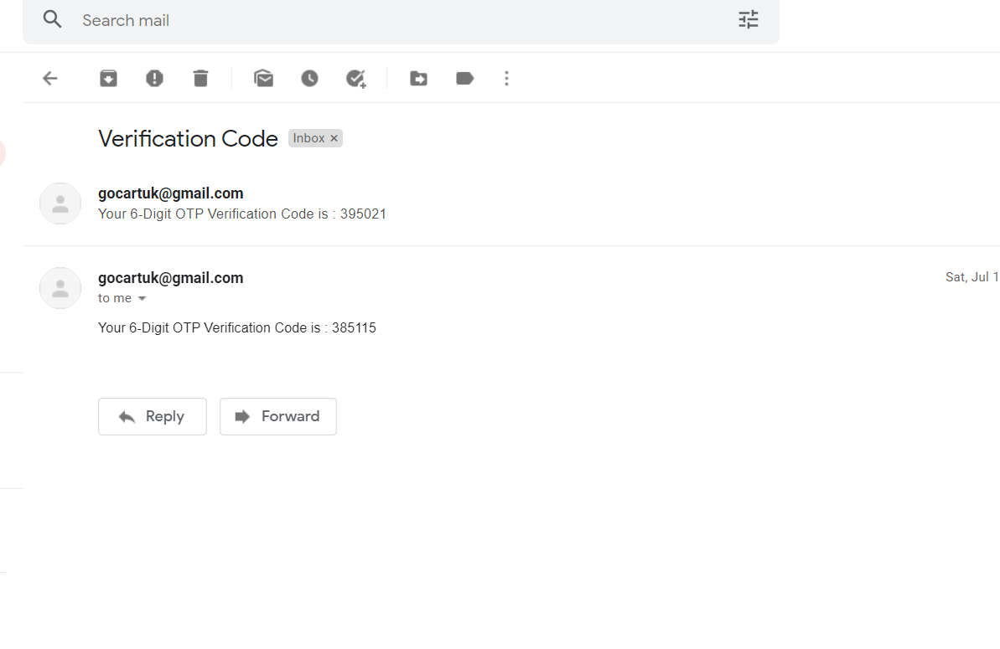 Search mail
Verification Code Inbox ×
gocartuk@gmail.com
Your 6-Digit OTP Verification Code is : 395021
gocartuk@gmail.com Sat, Jul 1
to me
Your 6-Digit OTP Verification Code is : 385115
Reply Forward